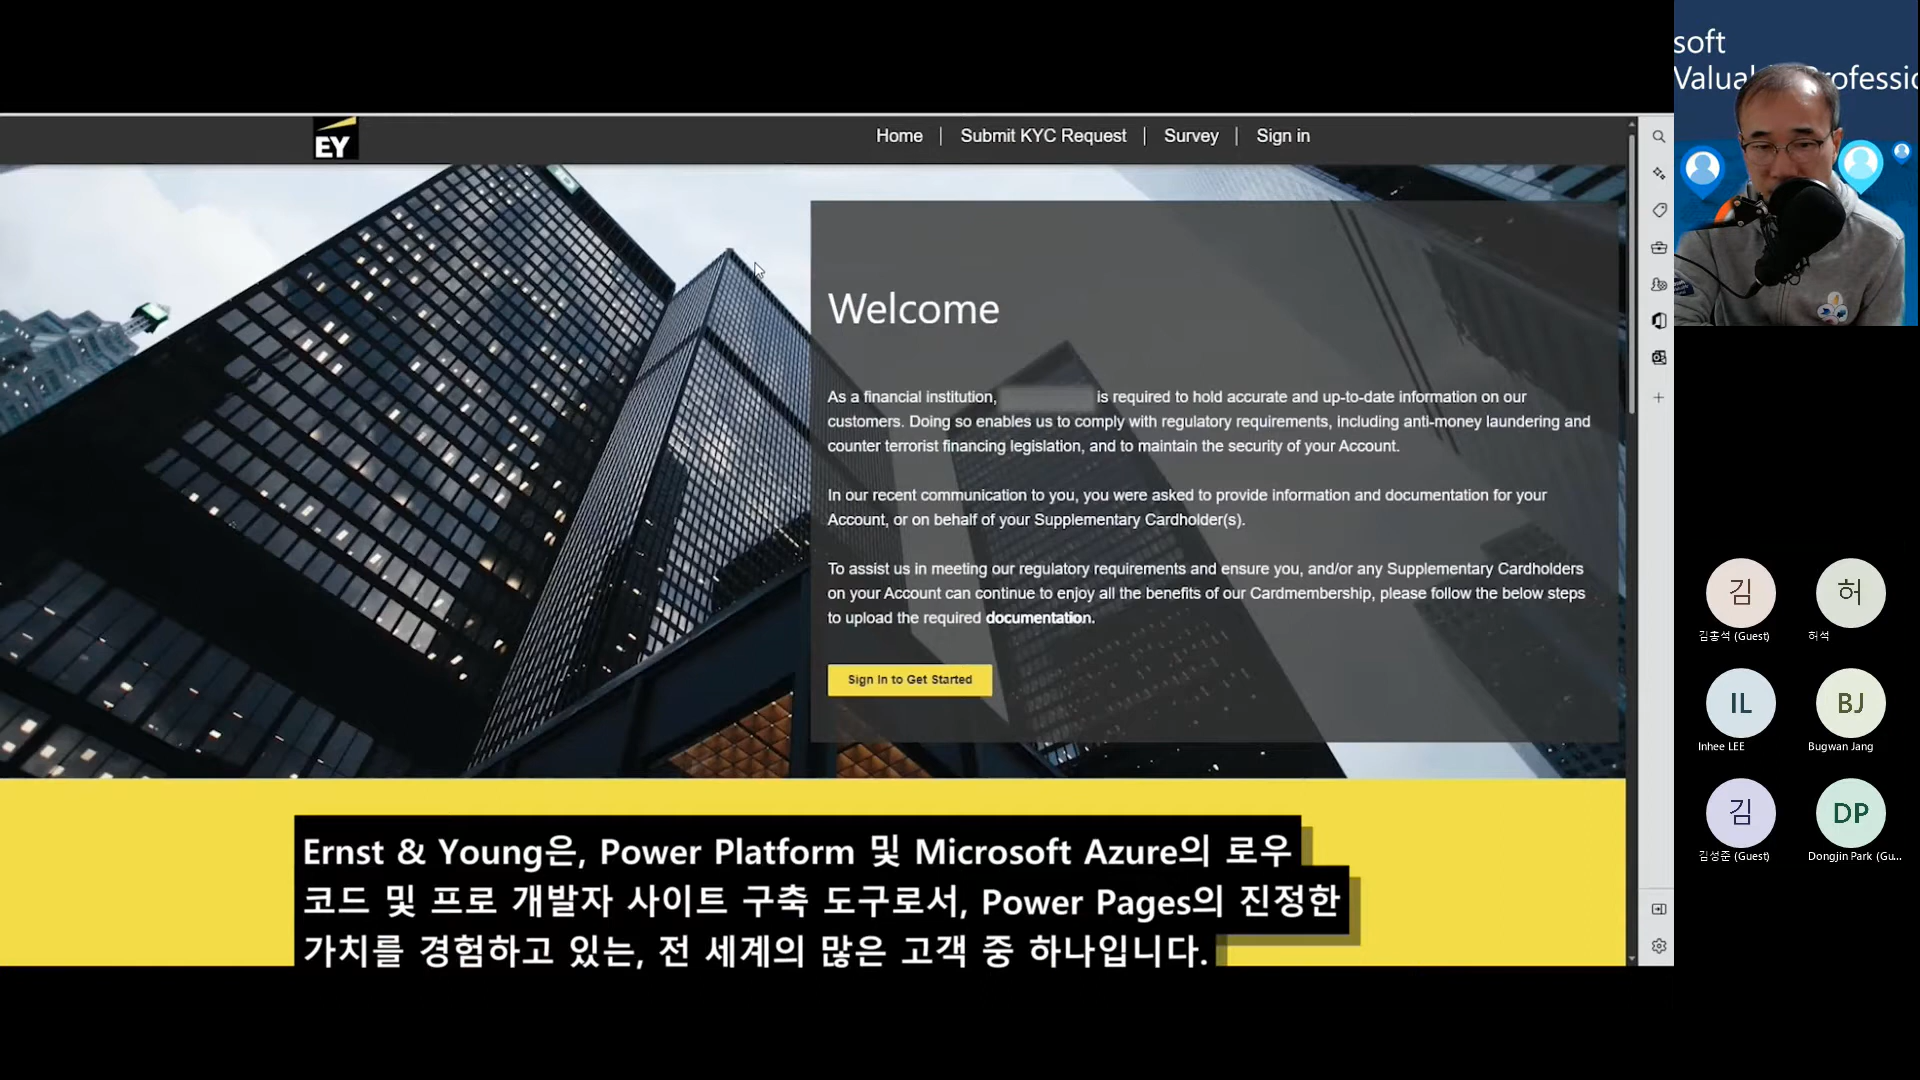 soft
Valuable Professio
EY
Home | Submit KYC Request | Survey | Sign in
Welcome
As a financial institution, is required to hold accurate and up-to-date information on our
customers. Doing so enables us to comply with regulatory requirements, including anti-money laundering and
counter terrorist financing legislation, and to maintain the security of your Account.
In our recent communication to you, you were asked to provide information and documentation for your
Account, or on behalf of your Supplementary Cardholder(s).
To assist us in meeting our regulatory requirements and ensure you, and/or any Supplementary Cardholders
on your Account can continue to enjoy all the benefits of our Cardmembership, please follow the below steps
to upload the required documentation.
Sign In to Get Started
Ernst & Young은, Power Platform 및 Microsoft Azure의 로우
코드 및 프로 개발자 사이트 구축 도구로서, Power Pages의 진정한
가치를 경험하고 있는, 전 세계의 많은 고객 중 하나입니다.
김
김홍석 (Guest)
허
허석
IL
Inhee LEE
BJ
Bugwan Jang
김
김성준 (Guest)
DP
Dongjin Park (Gu...